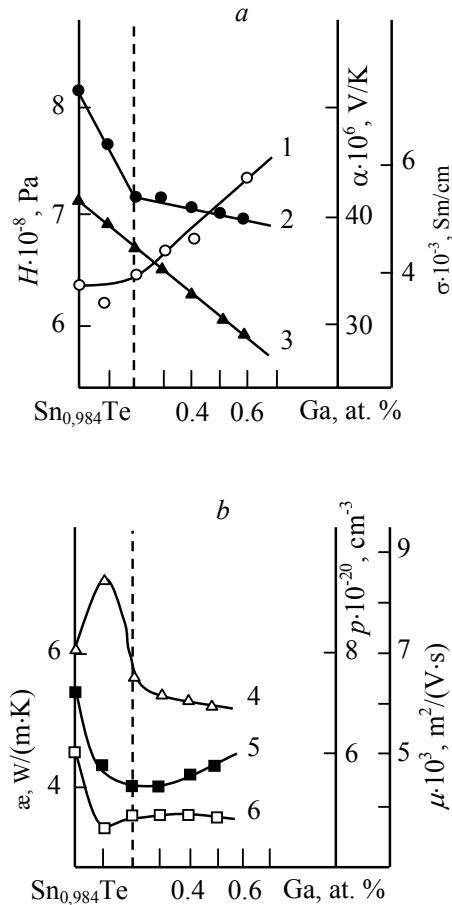 a
8
7
6
H·10⁻⁸, Pa
1
2
3
40
30
α·10⁶, V/K
6
4
σ·10⁻³, Sm/cm
Sn₀,₉₈₄Te 0.4 0.6 Ga, at. %
b
6
4
æ, W/(m·K)
4
5
6
8
6
p·10⁻²⁰, cm⁻³
9
7
5
μ·10³, m²/(V·s)
Sn₀,₉₈₄Te 0.4 0.6 Ga, at. %